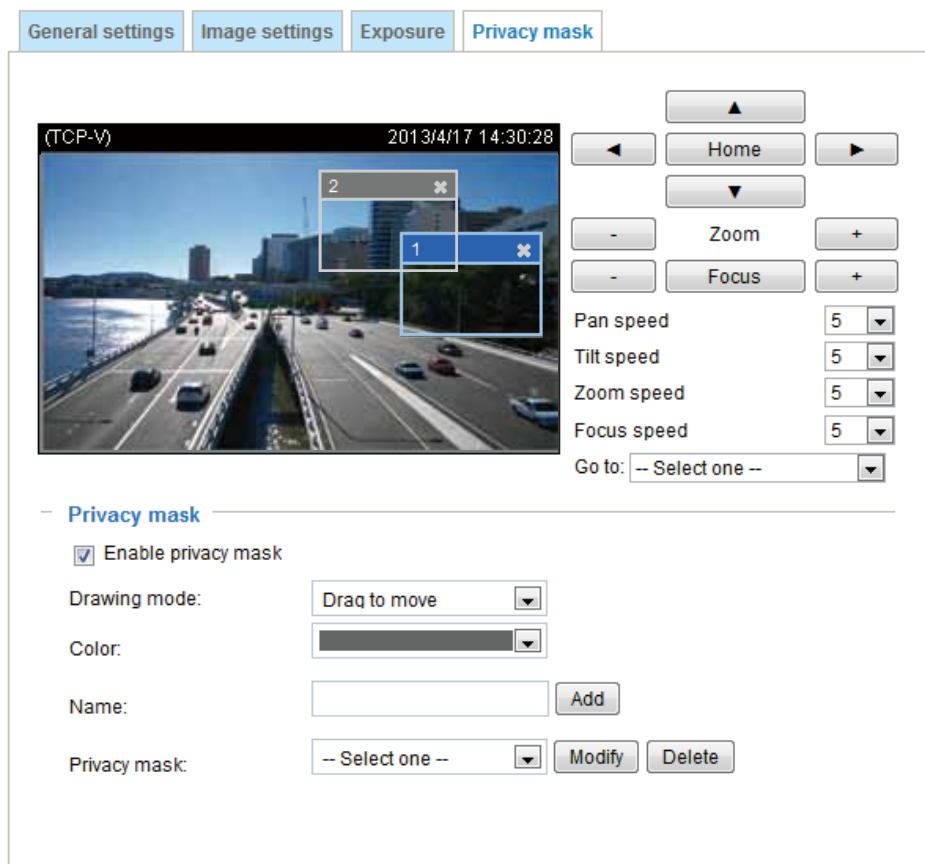 General settings Image settings Exposure Privacy mask
(TCP-V) 2013/4/17 14:30:28
2
1
Home
- Zoom +
- Focus +
Pan speed 5
Tilt speed 5
Zoom speed 5
Focus speed 5
Go to: -- Select one --
Privacy mask
Enable privacy mask
Drawing mode: Drag to move
Color:
Name: Add
Privacy mask: -- Select one -- Modify Delete